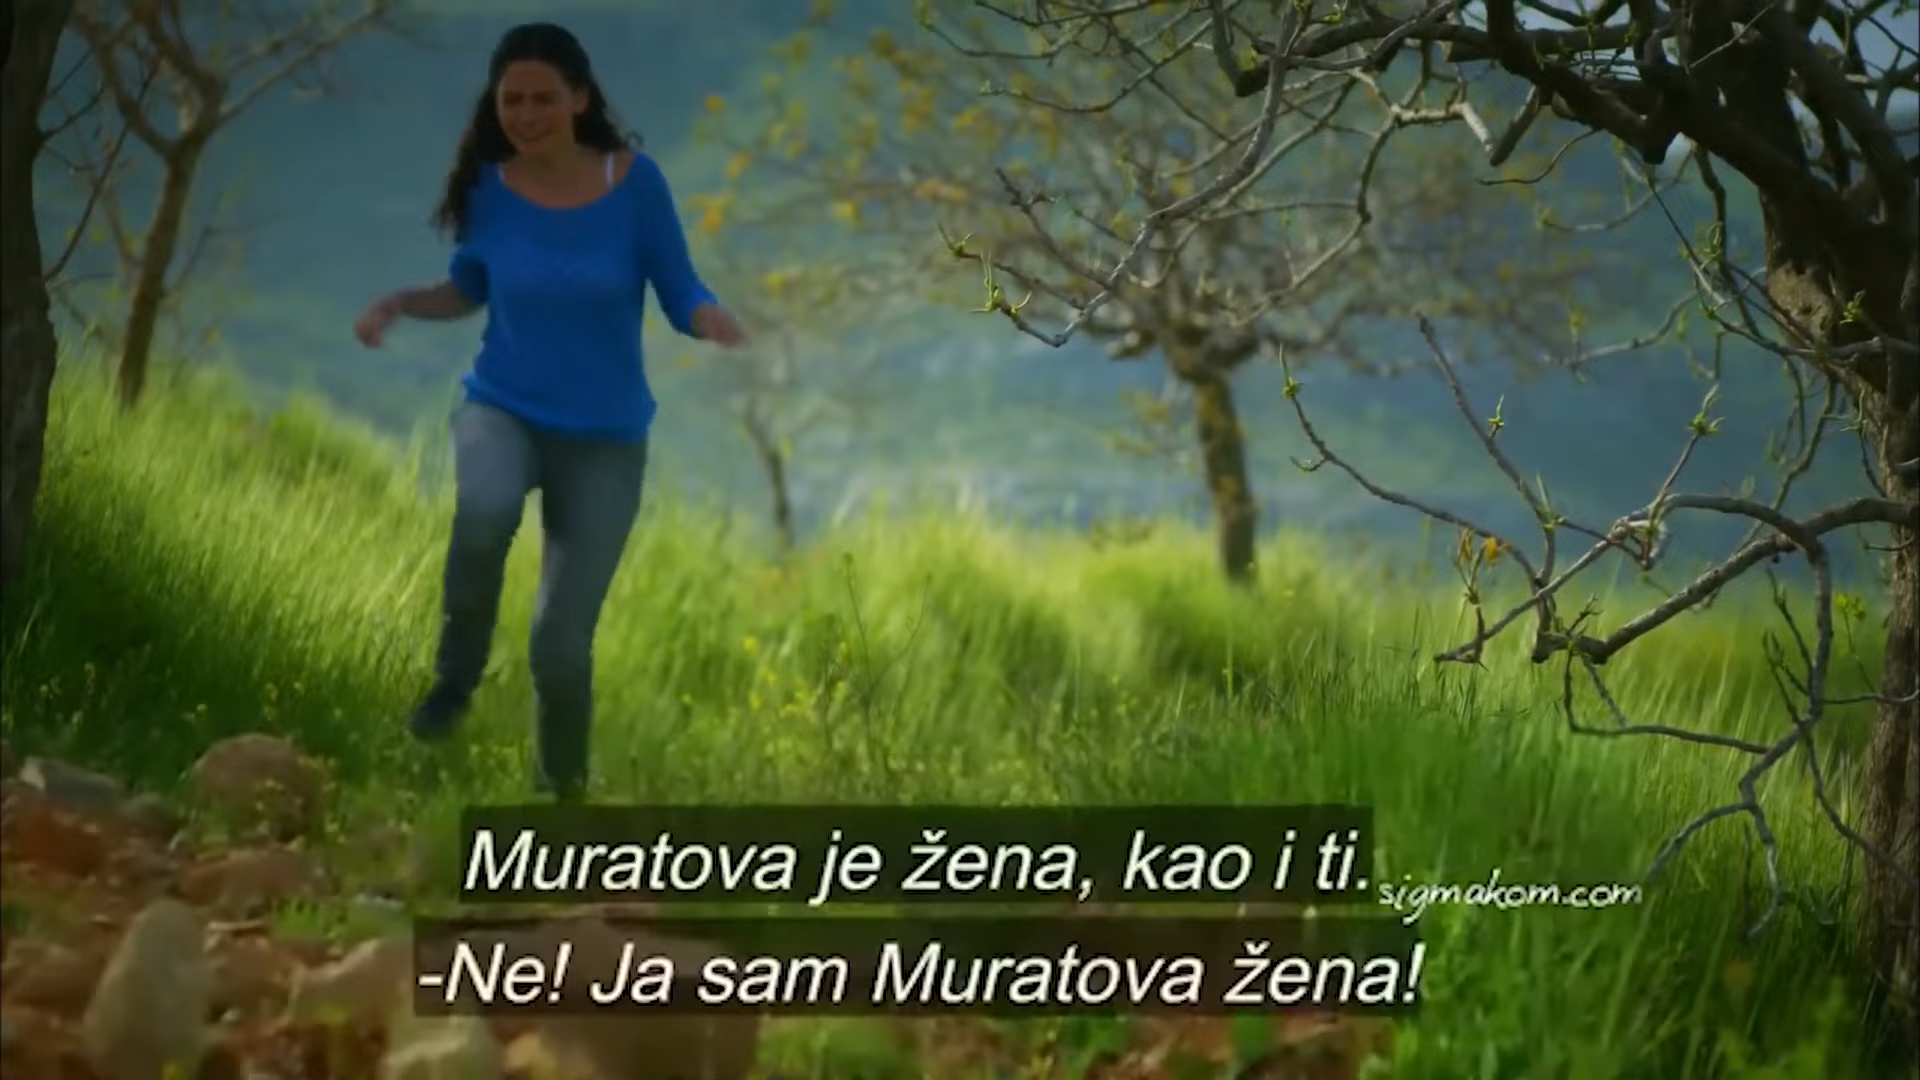 Muratova je žena, kao i ti.
sigmakom.com
-Ne! Ja sam Muratova žena!